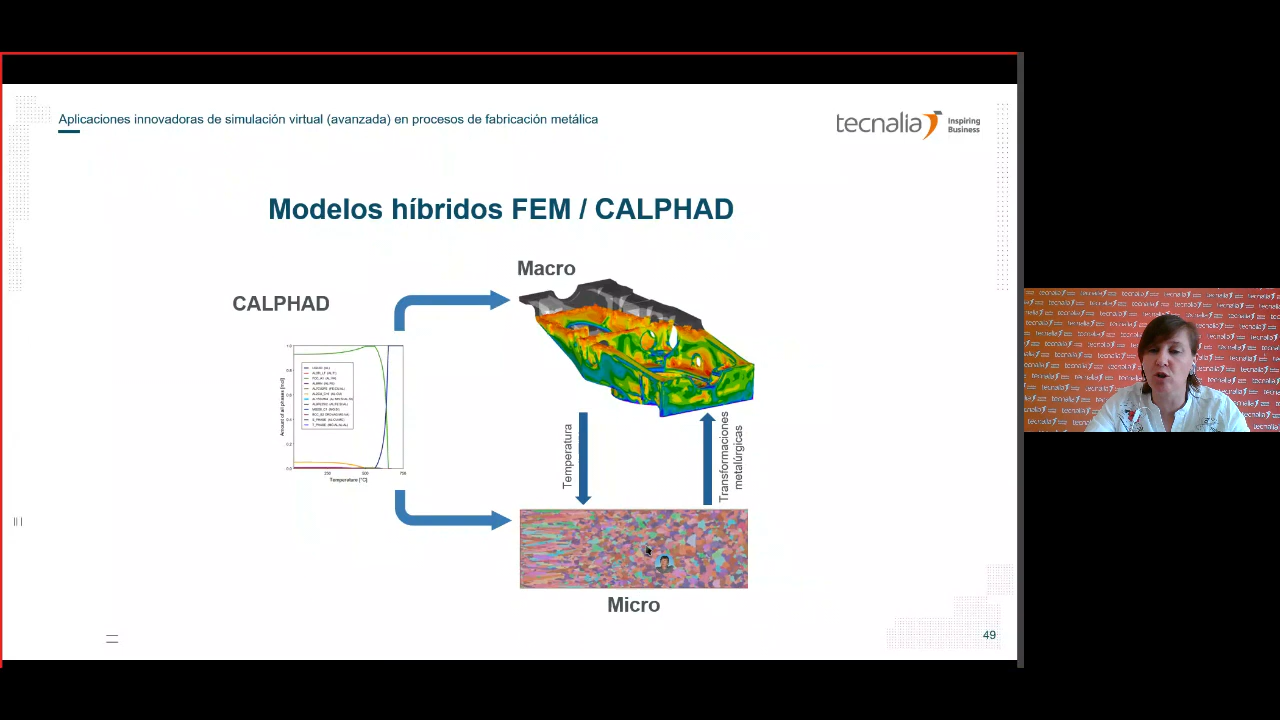 Aplicaciones innovadoras de simulación virtual (avanzada) en procesos de fabricación metálica
tecnalia
Inspiring
Business
Modelos híbridos FEM / CALPHAD
Macro
CALPHAD
Temperature [°C]
Temperatura
Transformaciones
metalúrgicas
Micro
49